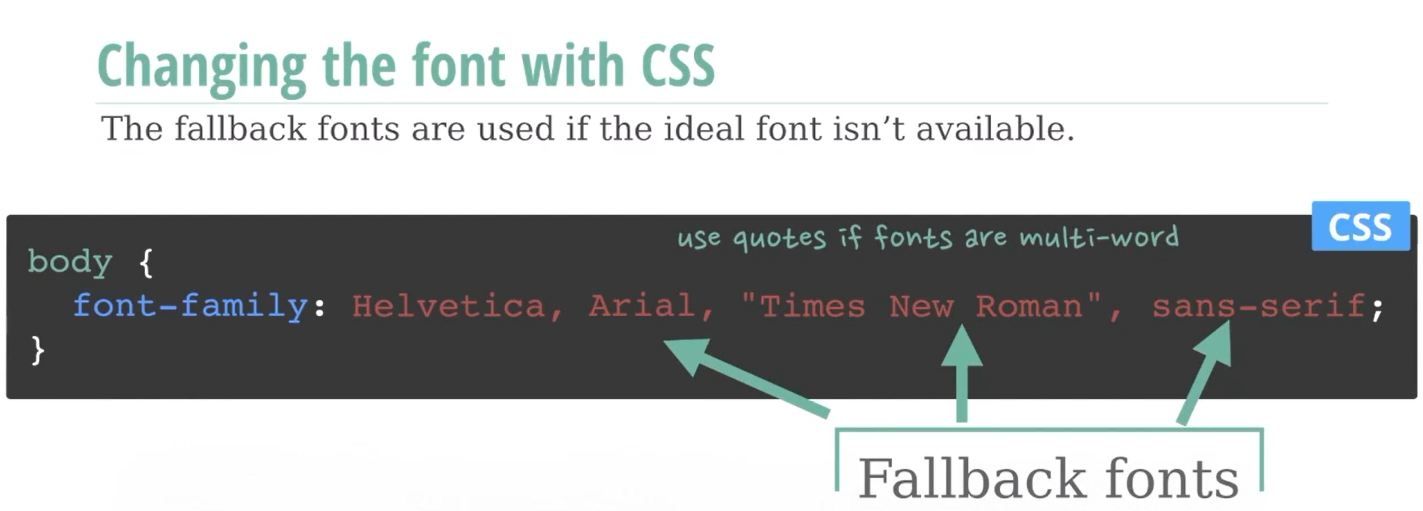 Changing the font with CSS
The fallback fonts are used if the ideal font isn’t available.
CSS
use quotes if fonts are multi-word
body {
font-family: Helvetica, Arial, "Times New Roman", sans-serif;
}
Fallback fonts